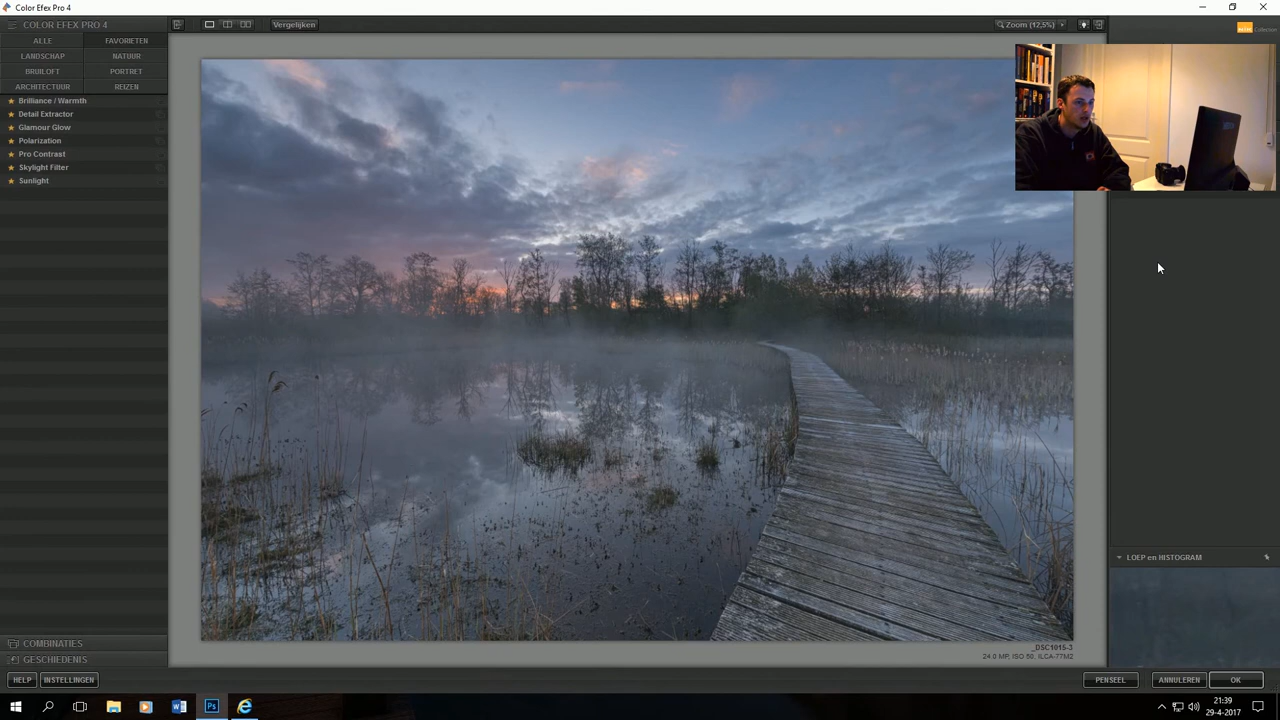 Color Efex Pro 4
COLOR EFEX PRO 4
Vergelijken
Zoom (12,5%)
Collection
ALLE
FAVORIETEN
LANDSCHAP
NATUUR
BRUILOFT
PORTRET
ARCHITECTUUR
REIZEN
Brilliance / Warmth
Detail Extractor
Glamour Glow
Polarization
Pro Contrast
Skylight Filter
Sunlight
LOEP en HISTOGRAM
COMBINATIES
GESCHIEDENIS
_DSC1015-3
24.0 MP, ISO 50, ILCA-77M2
HELP
INSTELLINGEN
PENSEEL
ANNULEREN
OK
Ps
21:39
29-4-2017